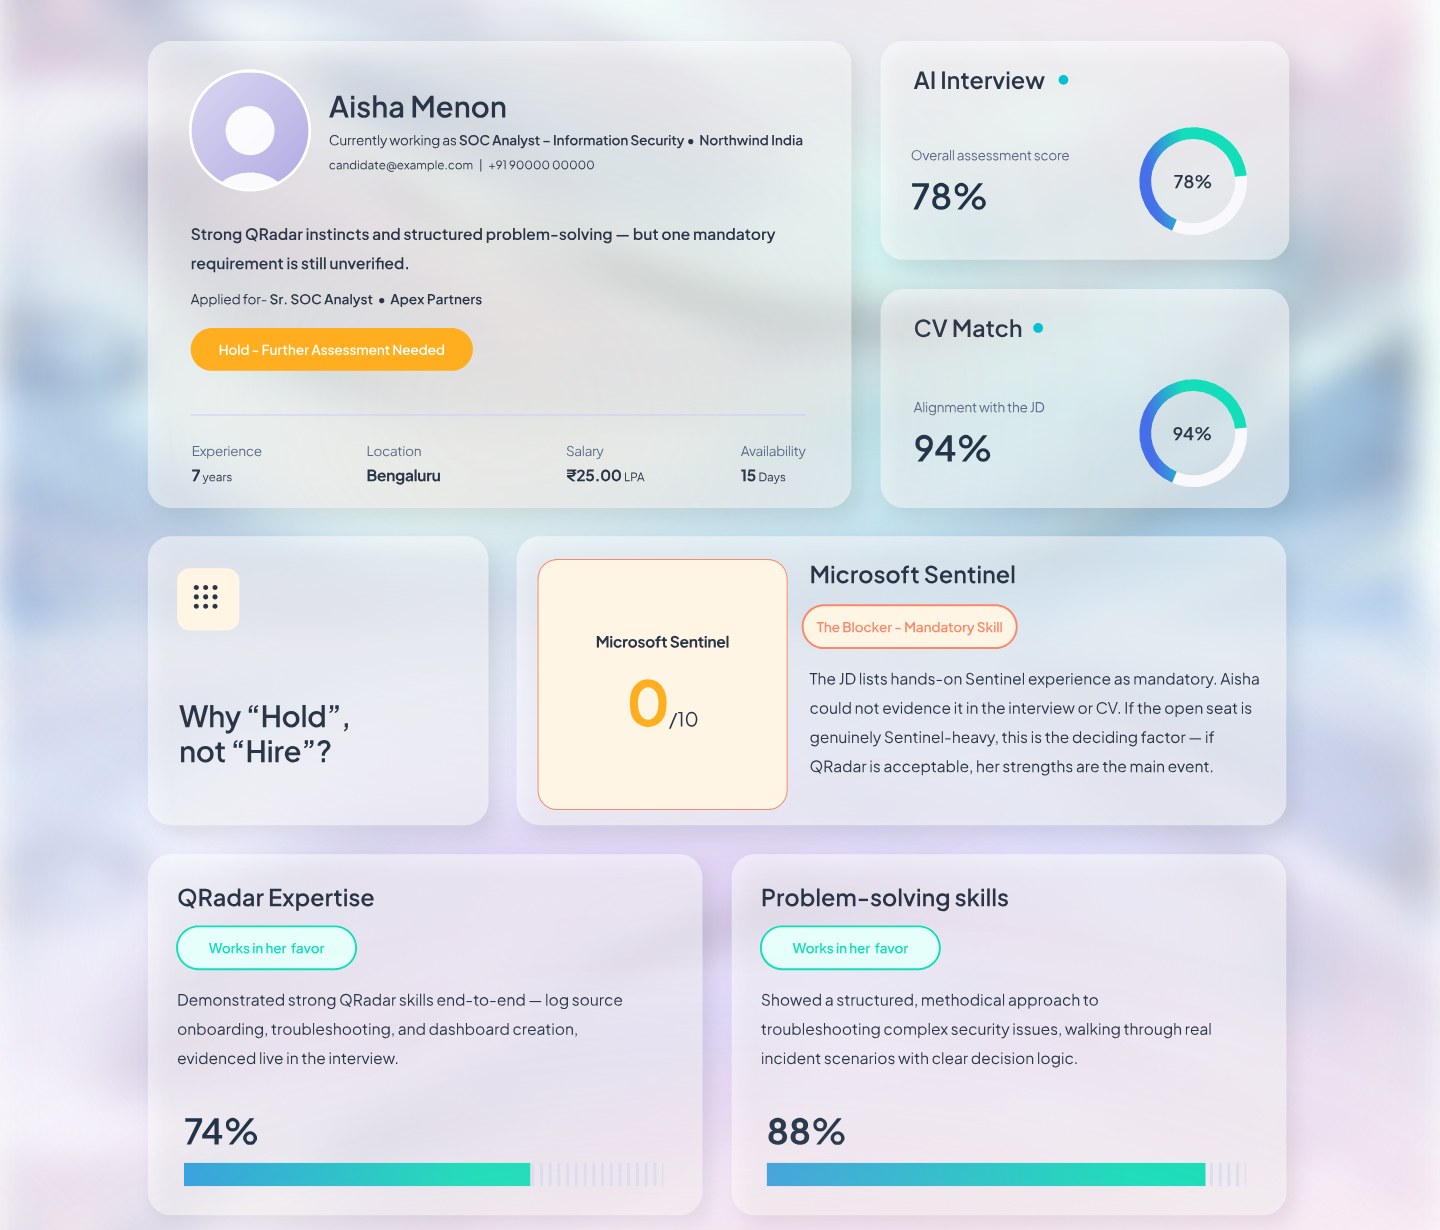 Aisha Menon
Currently working as SOC Analyst – Information Security • Northwind India
candidate@example.com | +91 90000 00000
Strong QRadar instincts and structured problem-solving — but one mandatory
requirement is still unverified.
Applied for- Sr. SOC Analyst • Apex Partners
Hold - Further Assessment Needed
Experience
7 years
Location
Bengaluru
Salary
₹25.00 LPA
Availability
15 Days
AI Interview
Overall assessment score
78%
78%
CV Match
Alignment with the JD
94%
94%
Why “Hold”,
not “Hire”?
Microsoft Sentinel
0/10
Microsoft Sentinel
The Blocker - Mandatory Skill
The JD lists hands-on Sentinel experience as mandatory. Aisha
could not evidence it in the interview or CV. If the open seat is
genuinely Sentinel-heavy, this is the deciding factor — if
QRadar is acceptable, her strengths are the main event.
QRadar Expertise
Works in her favor
Demonstrated strong QRadar skills end-to-end — log source
onboarding, troubleshooting, and dashboard creation,
evidenced live in the interview.
74%
Problem-solving skills
Works in her favor
Showed a structured, methodical approach to
troubleshooting complex security issues, walking through real
incident scenarios with clear decision logic.
88%